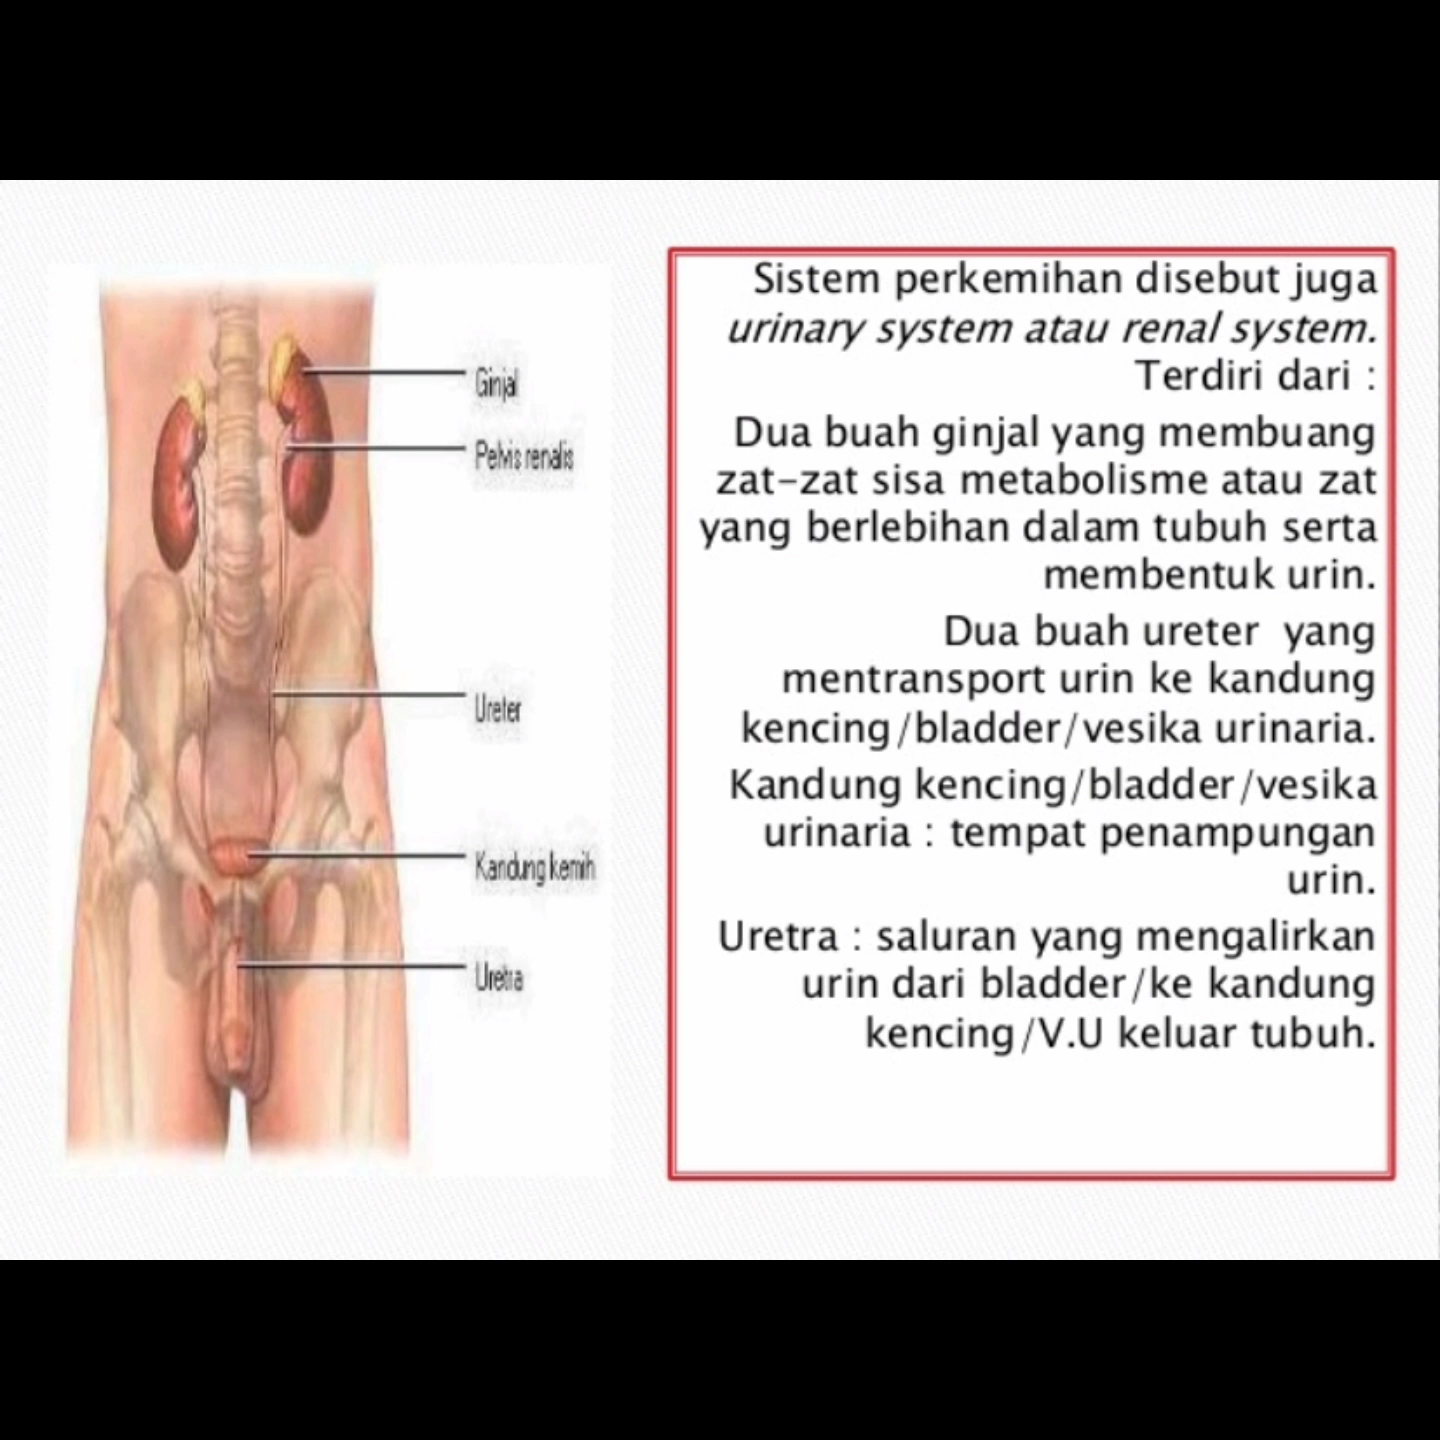 Ginjal
Pelvis renalis
Ureter
Kandung kemih
Uretra
Sistem perkemihan disebut juga
urinary system atau renal system.
Terdiri dari :
Dua buah ginjal yang membuang
zat-zat sisa metabolisme atau zat
yang berlebihan dalam tubuh serta
membentuk urin.
Dua buah ureter yang
mentransport urin ke kandung
kencing/bladder/vesika urinaria.
Kandung kencing/bladder/vesika
urinaria : tempat penampungan
urin.
Uretra : saluran yang mengalirkan
urin dari bladder/ke kandung
kencing/V.U keluar tubuh.